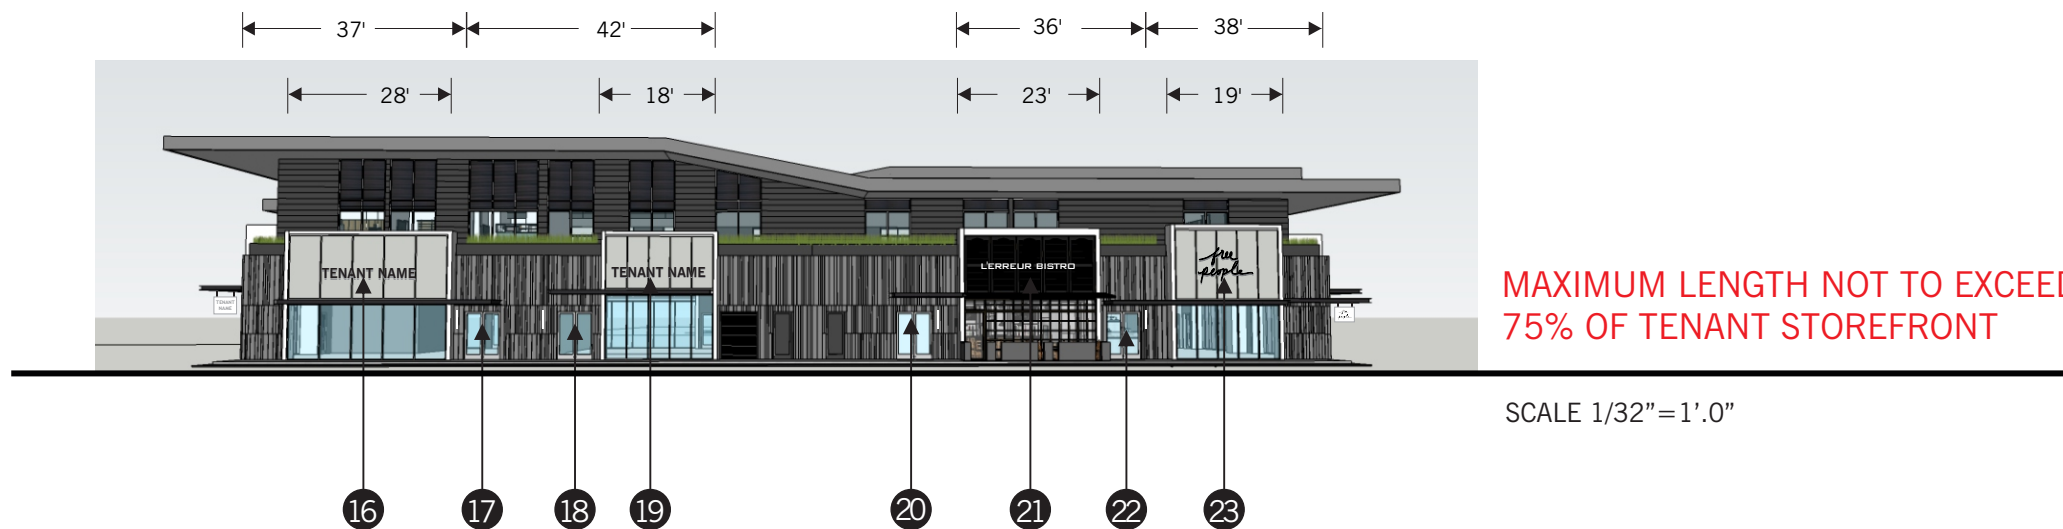 37'
42'
36'
38'
28'
18'
23'
19'
TENANT NAME
TENANT NAME
L'ERREUR BISTRO
free
people
TENANT
NAME
MAXIMUM LENGTH NOT TO EXCEED
75% OF TENANT STOREFRONT
SCALE 1/32”=1’.0”
16
17
18
19
20
21
22
23